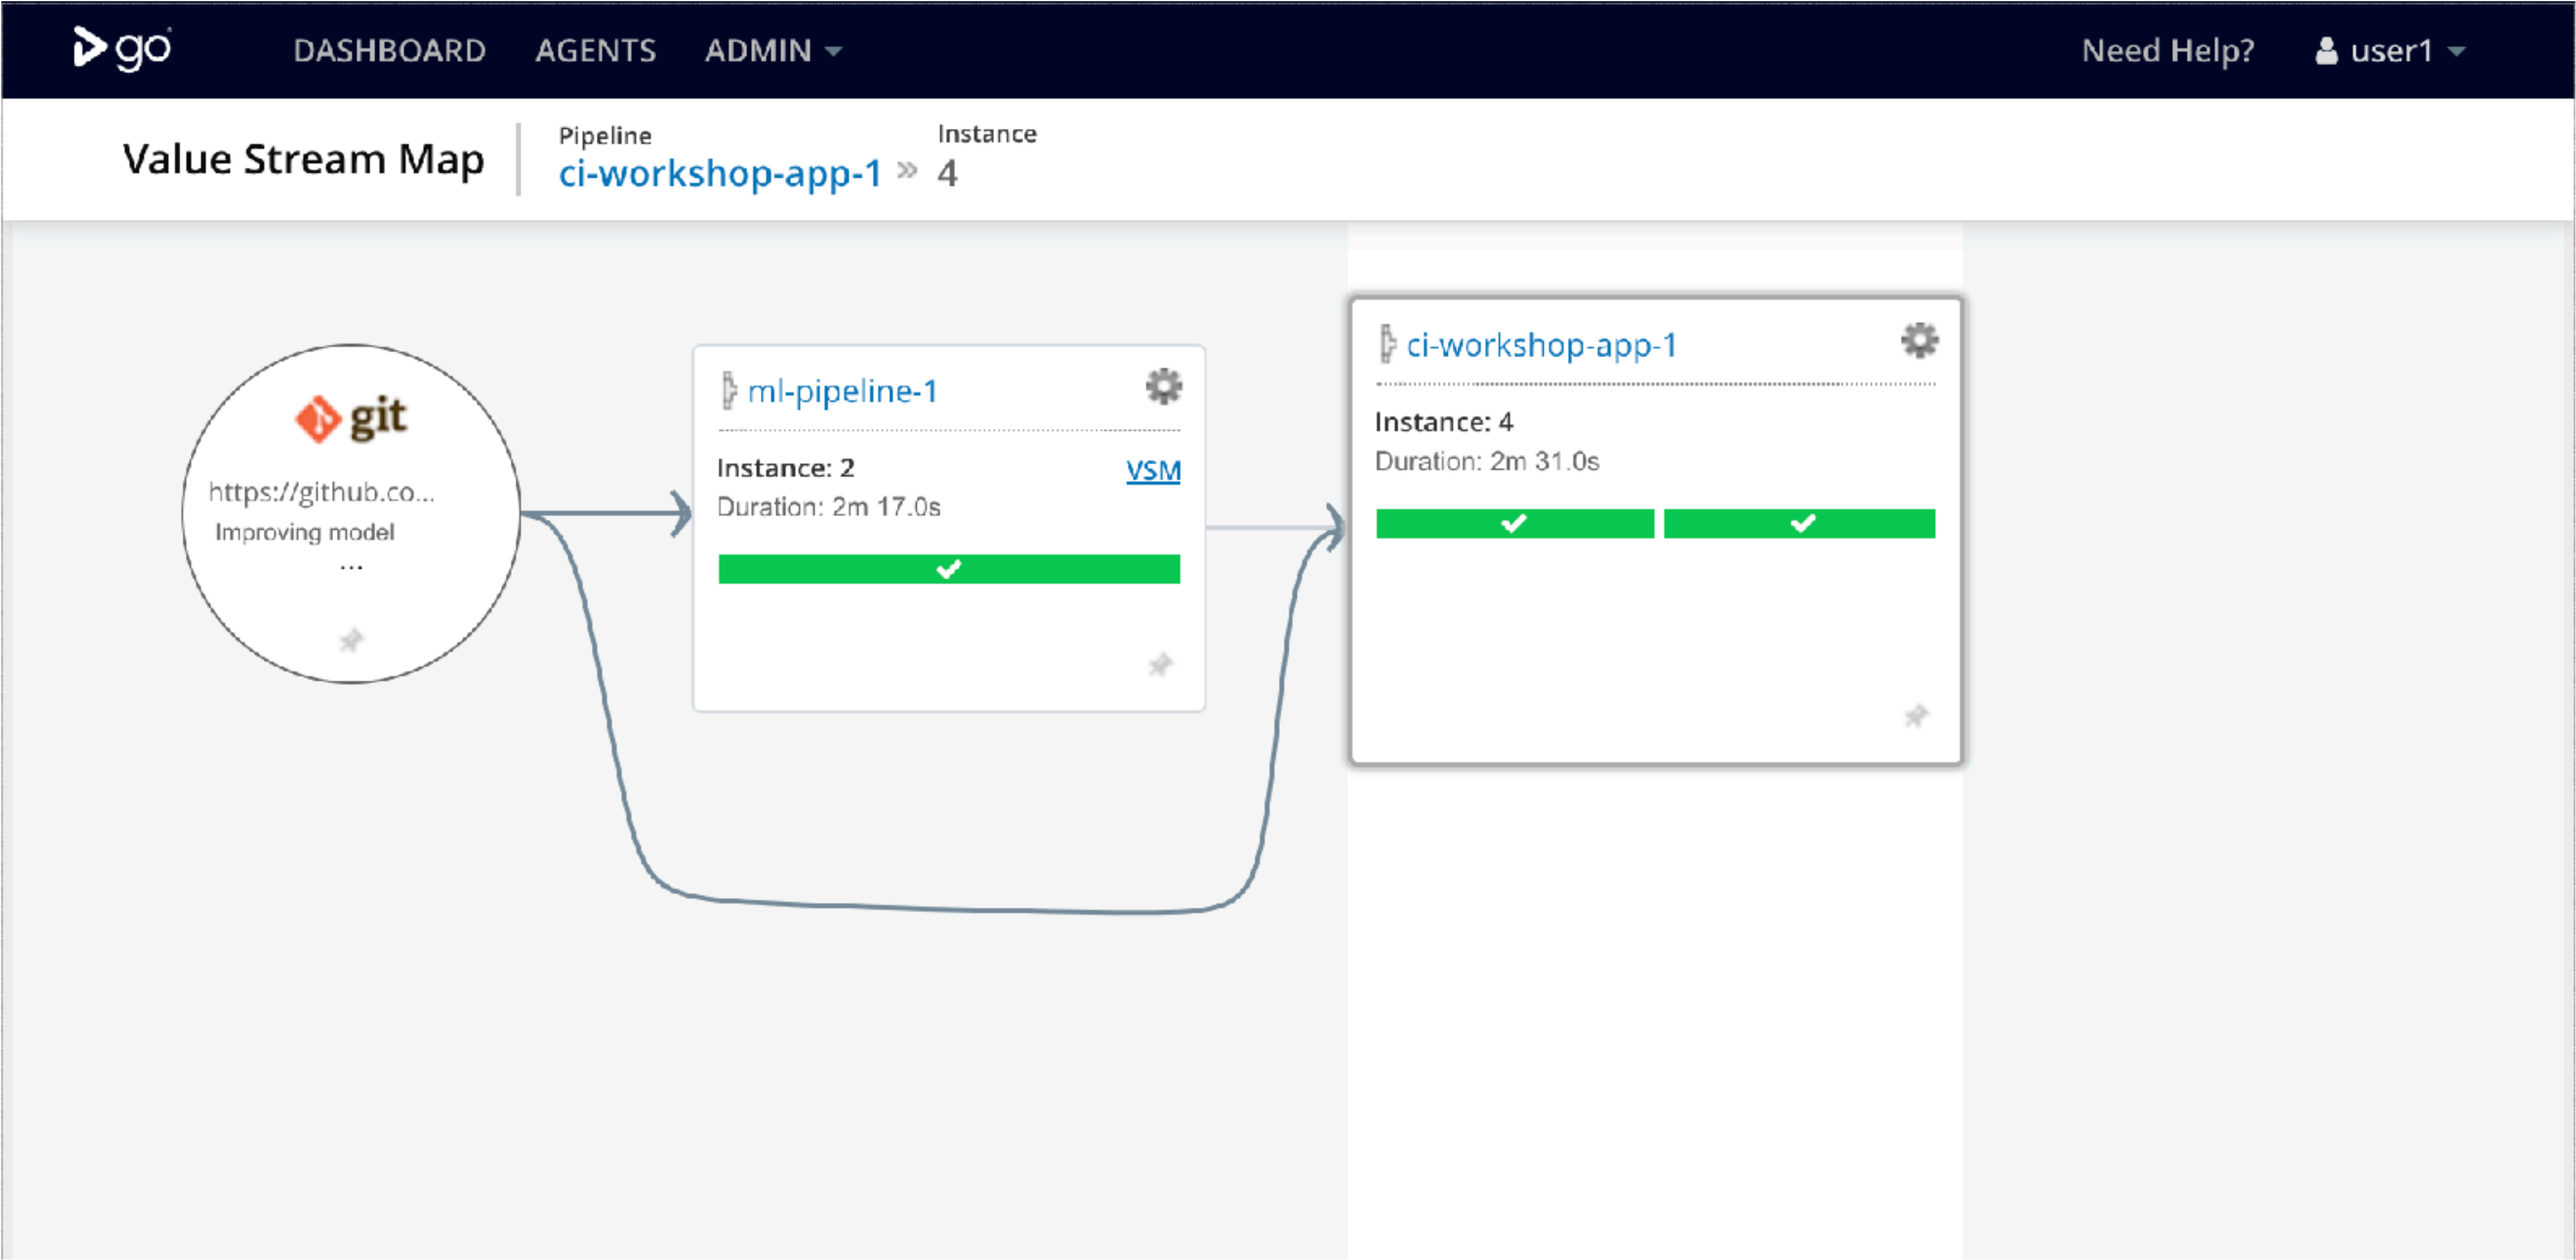 go DASHBOARD AGENTS ADMIN Need Help? user1
Value Stream Map
Pipeline
ci-workshop-app-1 »
Instance
4
git
https://github.co...
Improving model
...
ml-pipeline-1
Instance: 2 VSM
Duration: 2m 17.0s
ci-workshop-app-1
Instance: 4
Duration: 2m 31.0s